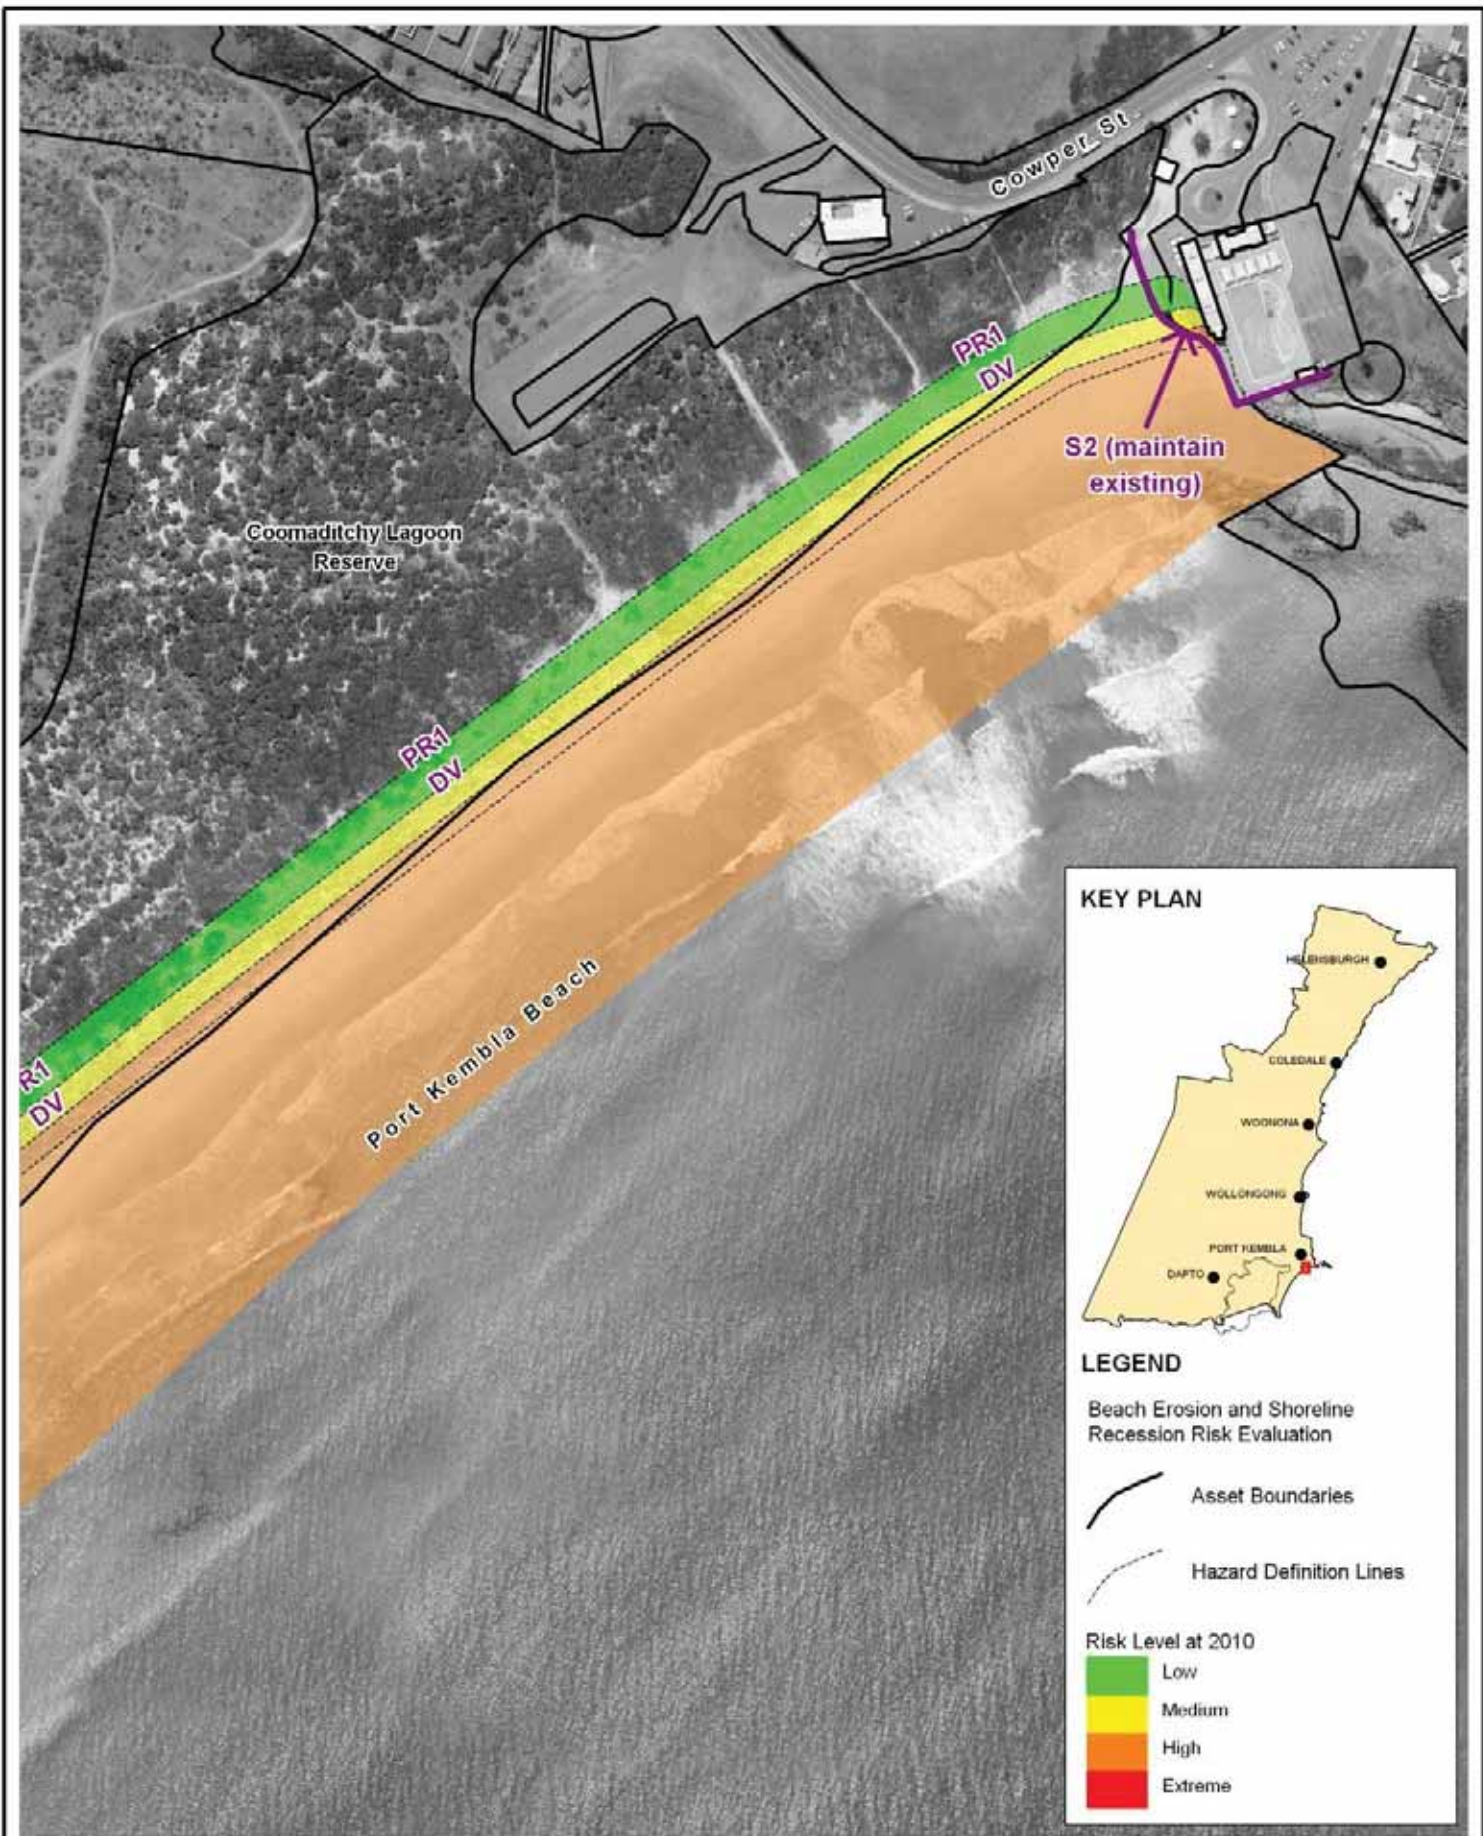 Cowper St
PR1
DV
S2 (maintain
existing)
Coomaditchy Lagoon
Reserve
PR1
DV
R1
DV
Port Kembla Beach
KEY PLAN
HELENSBURGH
COLEDALE
WOONONA
WOLLONGONG
PORT KEMBLA
DAPTO
LEGEND
Beach Erosion and Shoreline
Recession Risk Evaluation
Asset Boundaries
Hazard Definition Lines
Risk Level at 2010
Low
Medium
High
Extreme